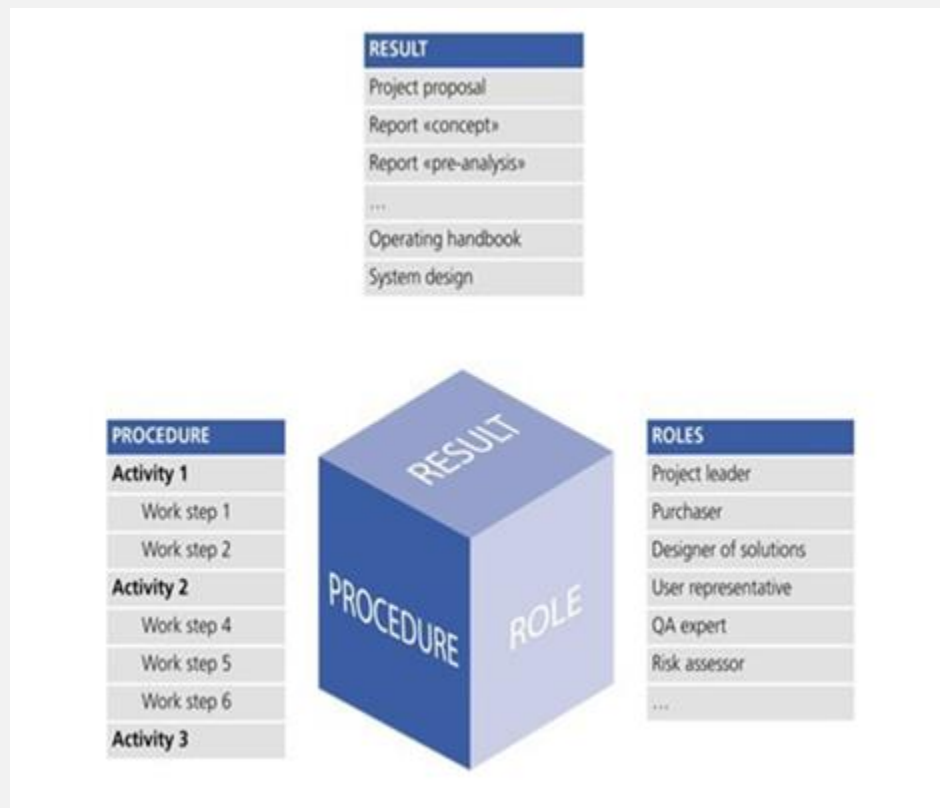 RESULT
Project proposal
Report «concept»
Report «pre-analysis»
...
Operating handbook
System design
PROCEDURE
Activity 1
Work step 1
Work step 2
Activity 2
Work step 4
Work step 5
Work step 6
Activity 3
RESULT
PROCEDURE
ROLE
ROLES
Project leader
Purchaser
Designer of solutions
User representative
QA expert
Risk assessor
...